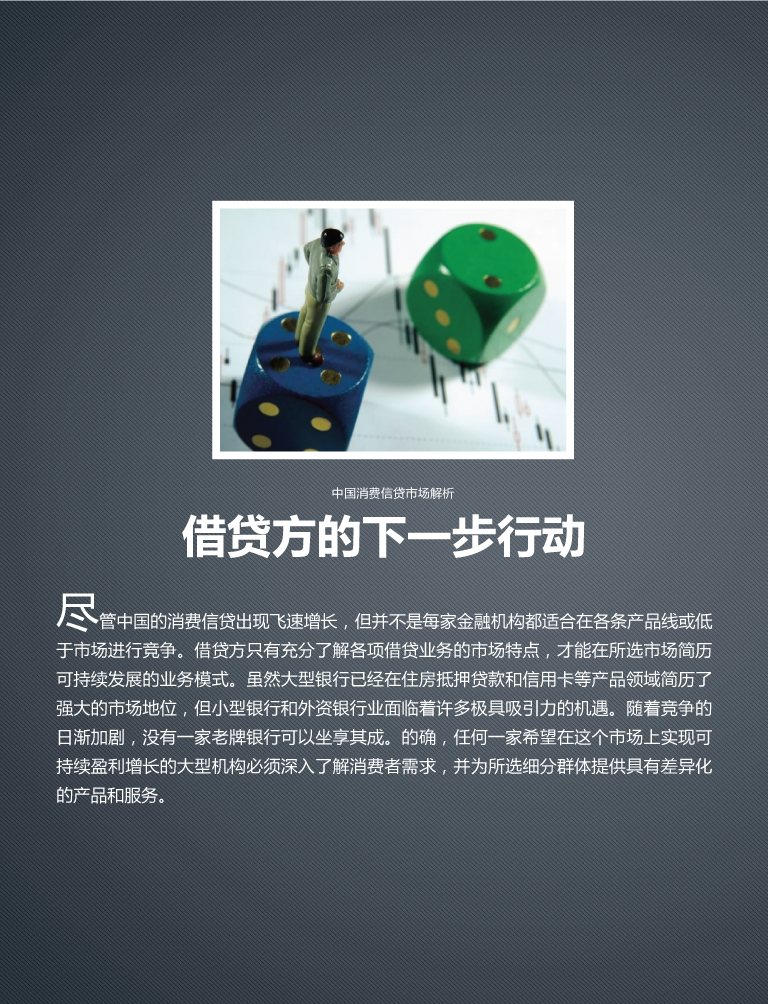 中国消费信贷市场解析
借贷方的下一步行动
尽管中国的消费信贷出现飞速增长，但并不是每家金融机构都适合在各条产品线或低
于市场进行竞争。借贷方只有充分了解各项借贷业务的市场特点，才能在所选市场简历
可持续发展的业务模式。虽然大型银行已经在住房抵押贷款和信用卡等产品领域简历了
强大的市场地位，但小型银行和外资银行业面临着许多极具吸引力的机遇。随着竞争的
日渐加剧，没有一家老牌银行可以坐享其成。的确，任何一家希望在这个市场上实现可
持续盈利增长的大型机构必须深入了解消费者需求，并为所选细分群体提供具有差异化
的产品和服务。